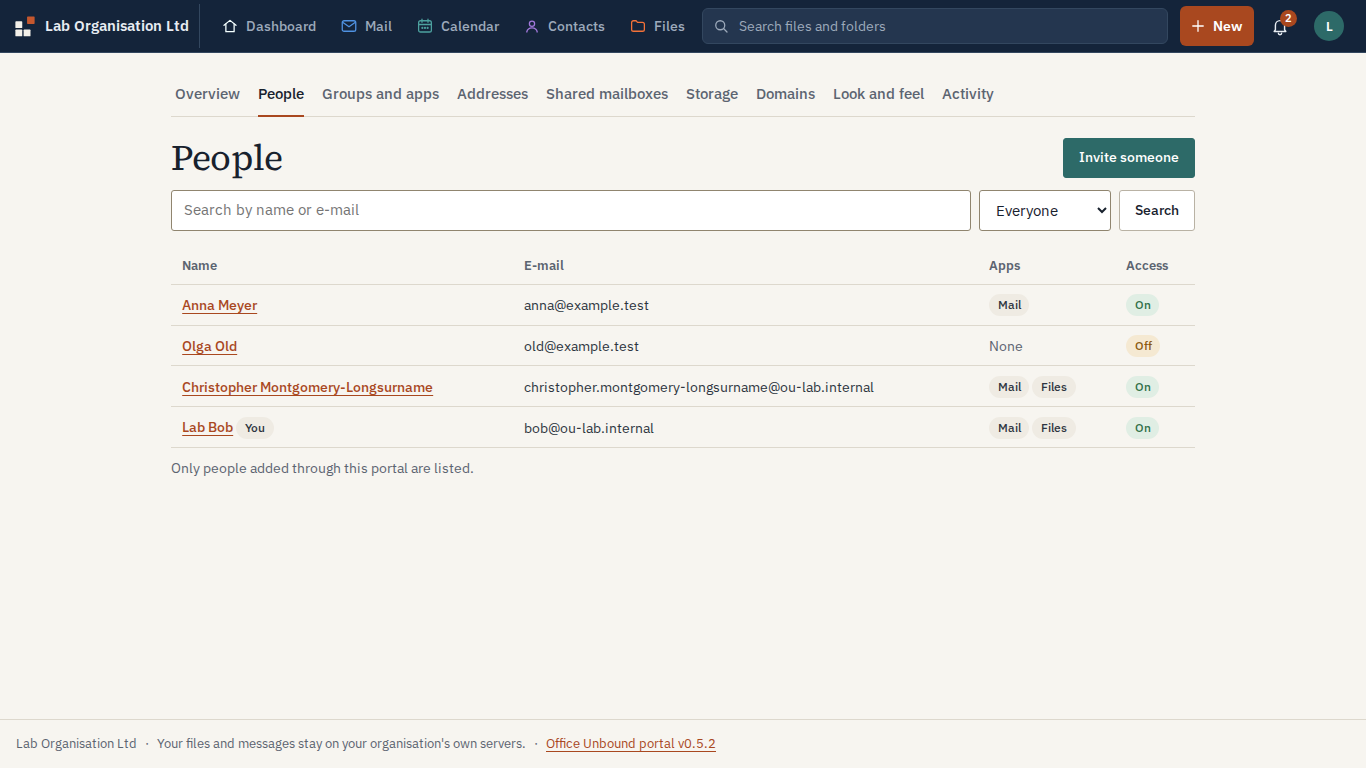 Lab Organisation Ltd Dashboard Mail Calendar Contacts Files Search files and folders New 2 L
Overview People Groups and apps Addresses Shared mailboxes Storage Domains Look and feel Activity
People Invite someone
Search by name or e-mail Everyone Search
Name E-mail Apps Access
Anna Meyer anna@example.test Mail On
Olga Old old@example.test None Off
Christopher Montgomery-Longsurname christopher.montgomery-longsurname@ou-lab.internal Mail Files On
Lab Bob You bob@ou-lab.internal Mail Files On
Only people added through this portal are listed.
Lab Organisation Ltd · Your files and messages stay on your organisation's own servers. · Office Unbound portal v0.5.2